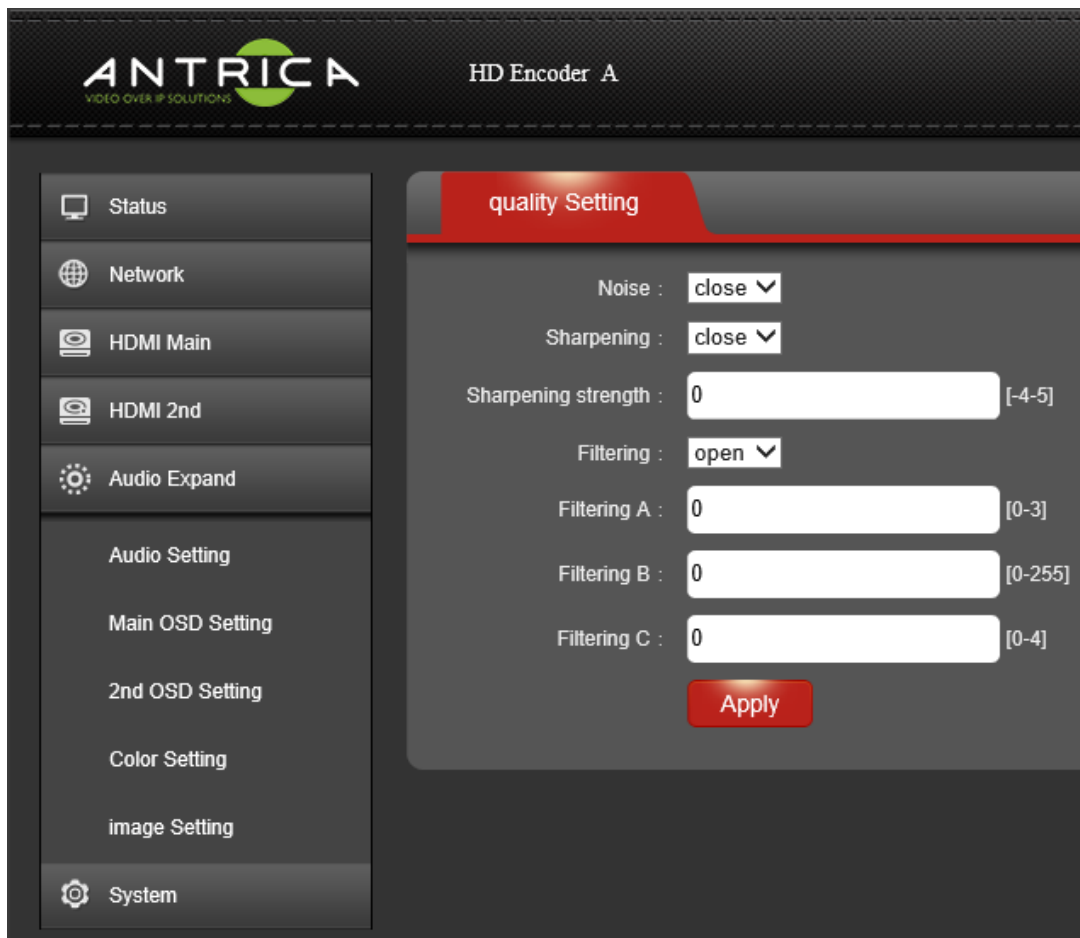 ANTRICA
VIDEO OVER IP SOLUTIONS
HD Encoder A
Status
Network
HDMI Main
HDMI 2nd
Audio Expand
Audio Setting
Main OSD Setting
2nd OSD Setting
Color Setting
image Setting
System
quality Setting
Noise : close
Sharpening : close
Sharpening strength : 0 [-4-5]
Filtering : open
Filtering A : 0 [0-3]
Filtering B : 0 [0-255]
Filtering C : 0 [0-4]
Apply